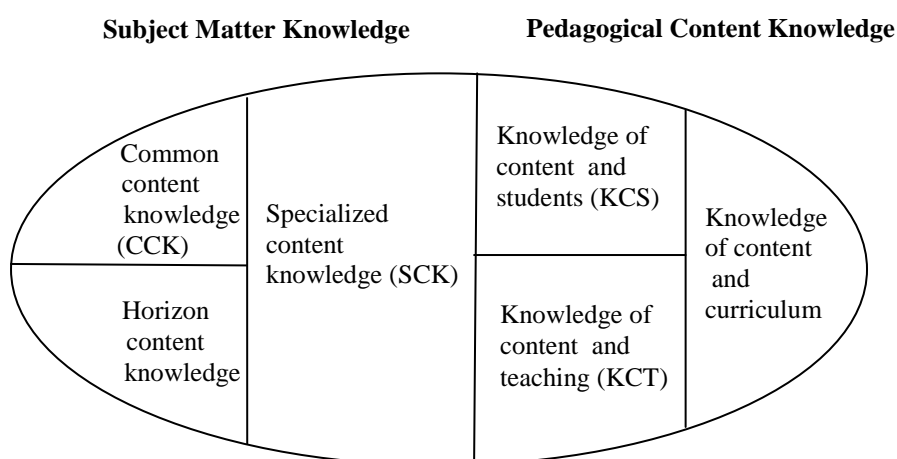 Subject Matter Knowledge
Pedagogical Content Knowledge
Common
content
knowledge
(CCK)
Horizon
content
knowledge
Specialized
content
knowledge (SCK)
Knowledge of
content and
students (KCS)
Knowledge of
content and
teaching (KCT)
Knowledge
of content
and
curriculum